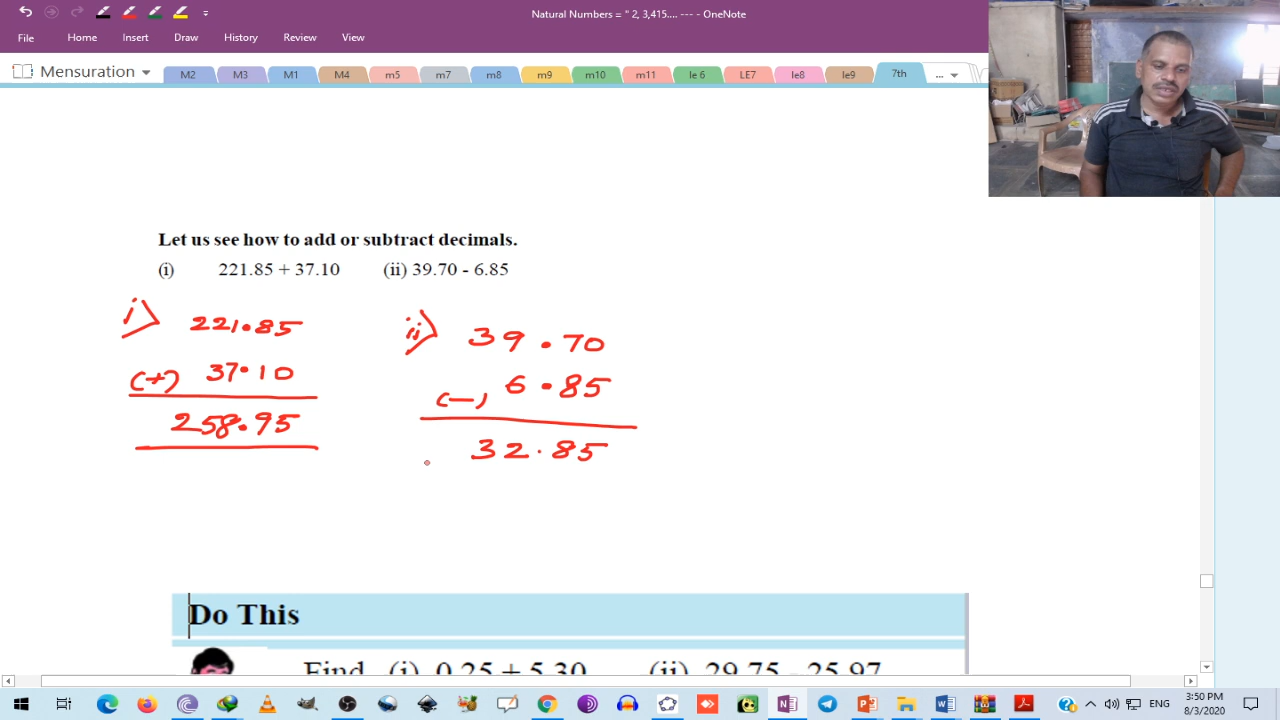 Natural Numbers = " 2, 3,415.... --- - OneNote
File Home Insert Draw History Review View
Mensuration M2 M3 M1 M4 m5 m7 m8 m9 m10 m11 le 6 LE7 le8 le9 7th ...
Let us see how to add or subtract decimals.
(i) 221.85 + 37.10 (ii) 39.70 - 6.85
i) 221.85
(+) 37.10
258.95
ii) 39.70
(-) 6.85
32.85
Do This
Find (i) 0.25 + 5.30 (ii) 29.75 - 25.97
ENG
3:50 PM
8/3/2020